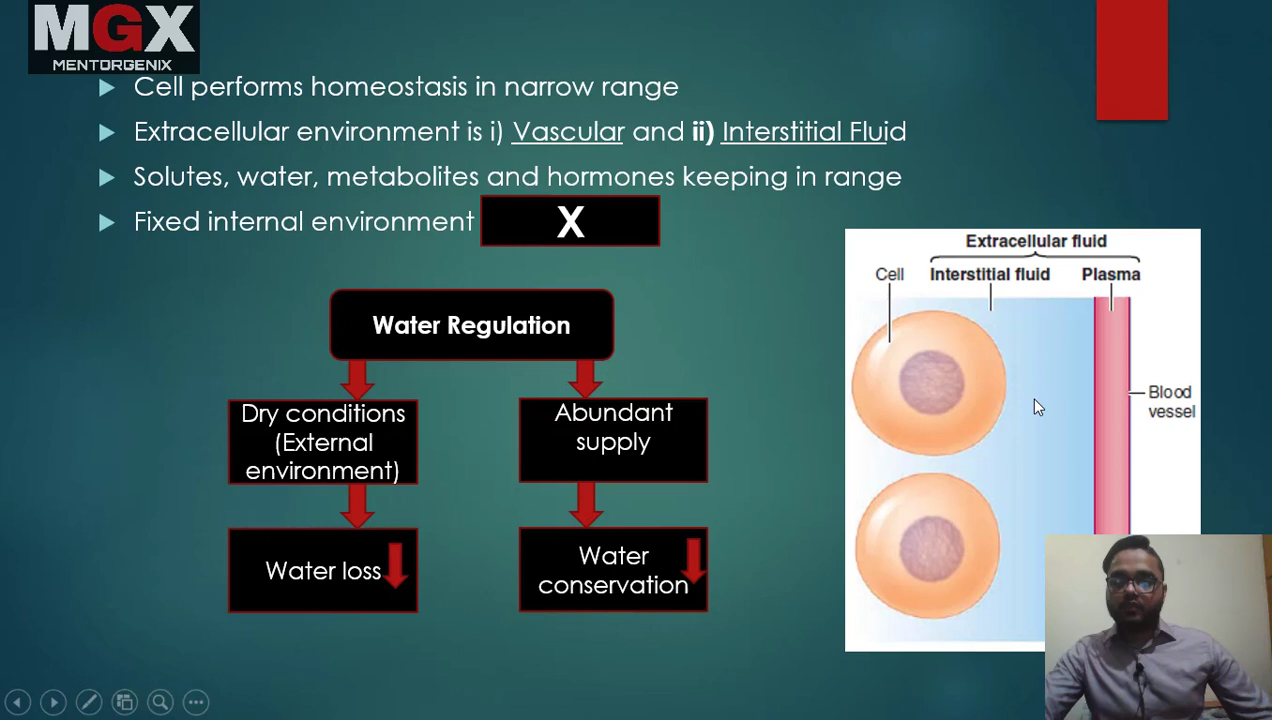 MGX
MENTORGENIX
Cell performs homeostasis in narrow range
Extracellular environment is i) Vascular and ii) Interstitial Fluid
Solutes, water, metabolites and hormones keeping in range
Fixed internal environment X
Water Regulation
Dry conditions
(External
environment)
Water loss
Abundant
supply
Water
conservation
Extracellular fluid
Cell
Interstitial fluid
Plasma
Blood
vessel